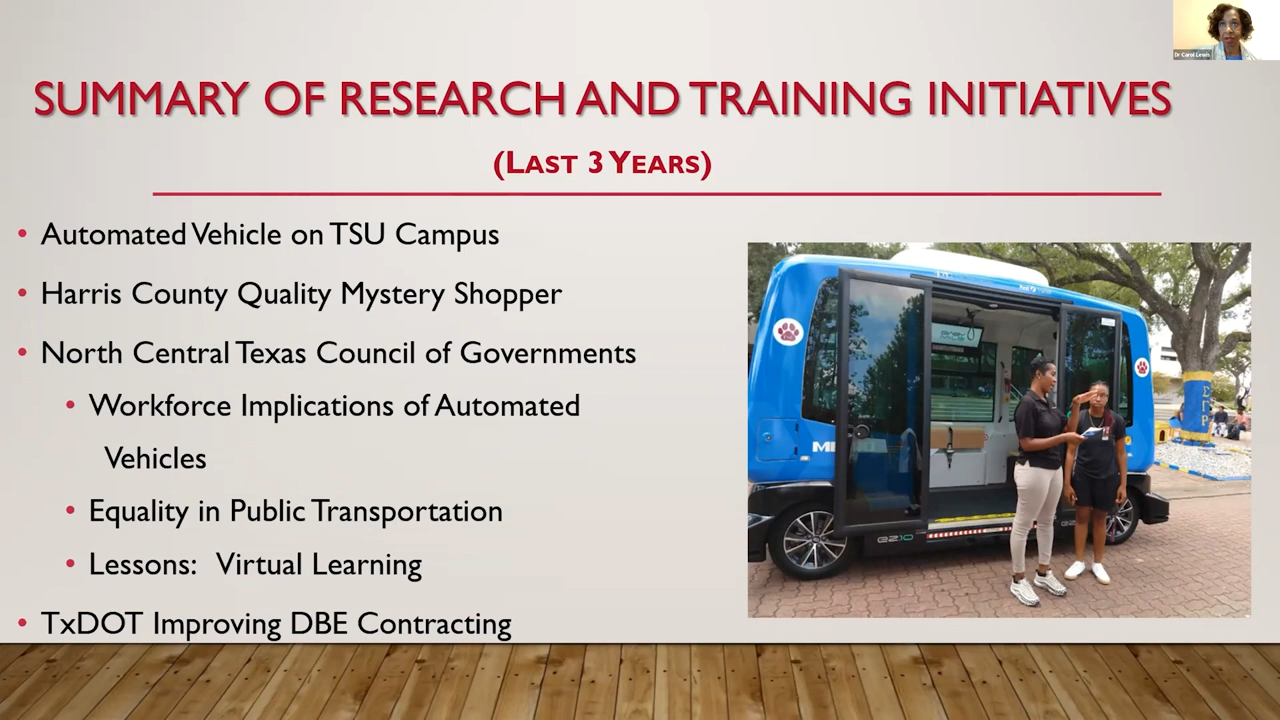 Dr Carol Lewis
SUMMARY OF RESEARCH AND TRAINING INITIATIVES
(LAST 3 YEARS)
• Automated Vehicle on TSU Campus
• Harris County Quality Mystery Shopper
• North Central Texas Council of Governments
• Workforce Implications of Automated
Vehicles
• Equality in Public Transportation
• Lessons: Virtual Learning
• TxDOT Improving DBE Contracting
ΣΓΡ
EZ10